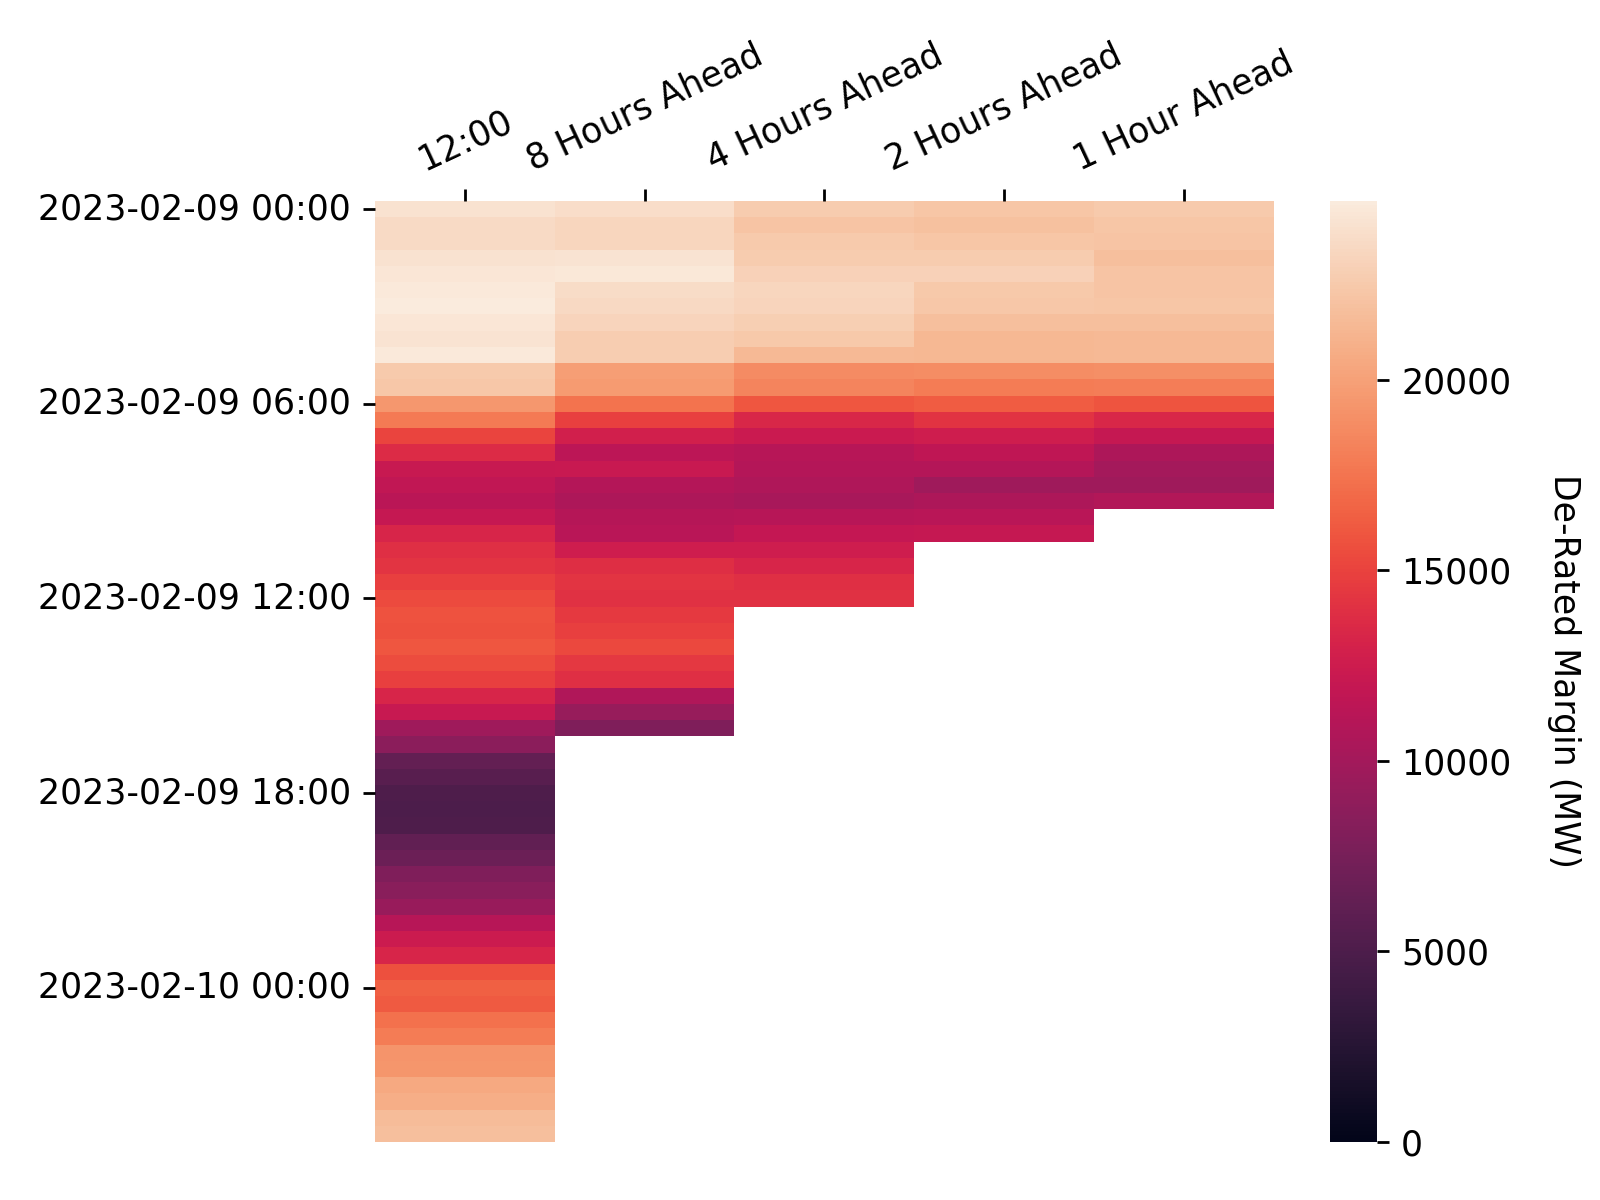 12:00
8 Hours Ahead
4 Hours Ahead
2 Hours Ahead
1 Hour Ahead
2023-02-09 00:00
2023-02-09 06:00
2023-02-09 12:00
2023-02-09 18:00
2023-02-10 00:00
20000
15000
10000
5000
0
De-Rated Margin (MW)